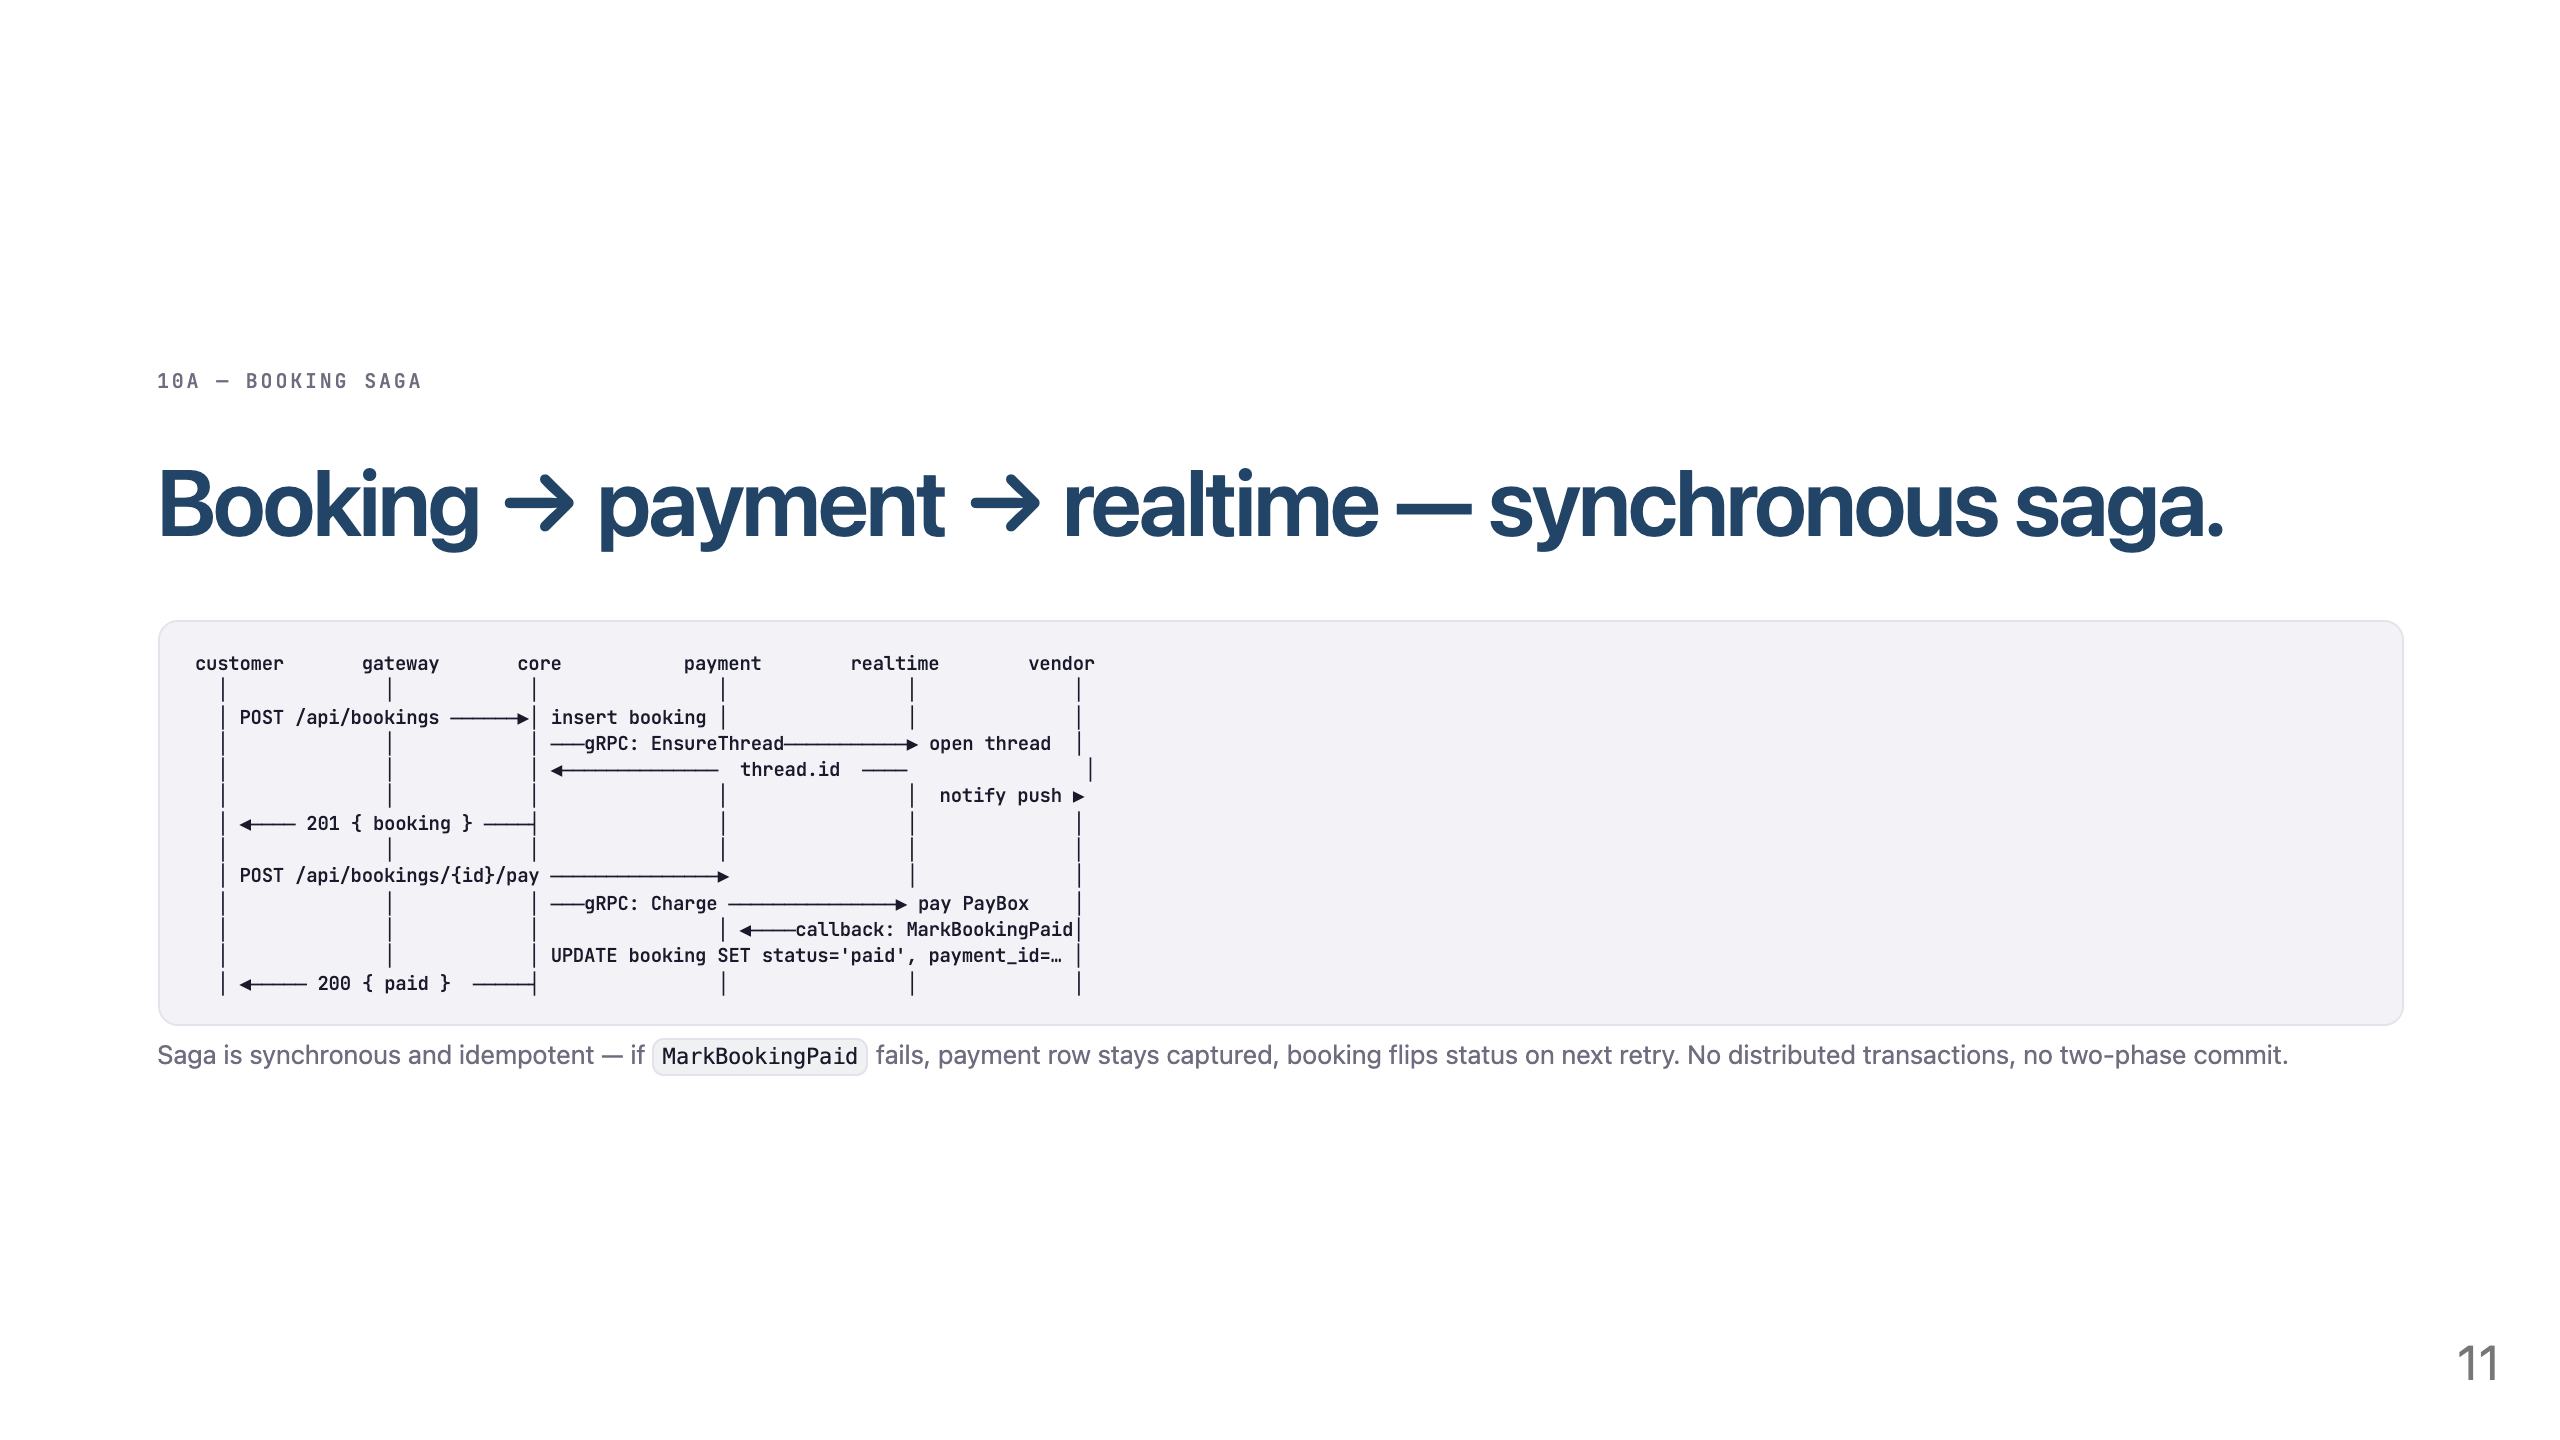 10A — BOOKING SAGA
Booking → payment → realtime — synchronous saga.
customer gateway core payment realtime vendor
POST /api/bookings ──────▶ insert booking
───gRPC: EnsureThread───────────▶ open thread
◀────────────── thread.id ────
notify push ▶
◀──── 201 { booking } ────┤
POST /api/bookings/{id}/pay ───────────────▶
───gRPC: Charge ────────────────▶ pay PayBox
◀────callback: MarkBookingPaid
UPDATE booking SET status='paid', payment_id=…
◀───── 200 { paid } ─────┤
Saga is synchronous and idempotent — if MarkBookingPaid fails, payment row stays captured, booking flips status on next retry. No distributed transactions, no two-phase commit.
11